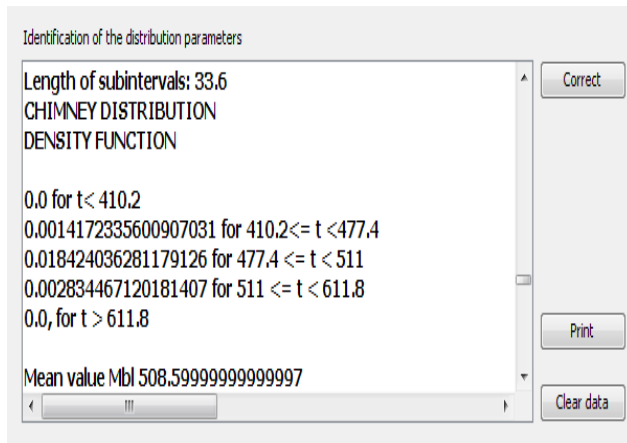 Identification of the distribution parameters
Length of subintervals: 33.6
CHIMNEY DISTRIBUTION
DENSITY FUNCTION
0.0 for t< 410.2
0.0014172335600907031 for 410.2<= t <477.4
0.018424036281179126 for 477.4 <= t < 511
0.002834467120181407 for 511 <= t < 611.8
0.0, for t > 611.8
Mean value Mbl 508.59999999999997
Correct
Print
Clear data